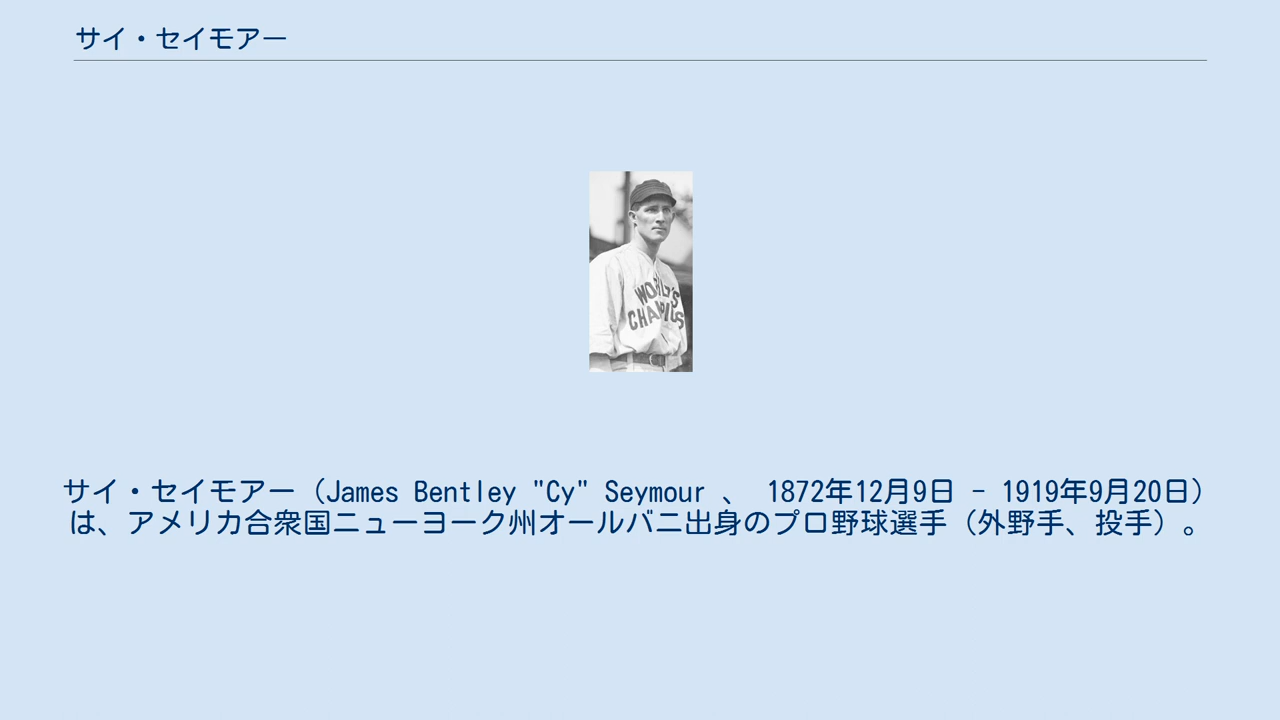 サイ・セイモアー
WORLD'S
CHAMPIONS
サイ・セイモアー（James Bentley "Cy" Seymour 、 1872年12月9日 - 1919年9月20日）
は、アメリカ合衆国ニューヨーク州オールバニ出身のプロ野球選手（外野手、投手）。